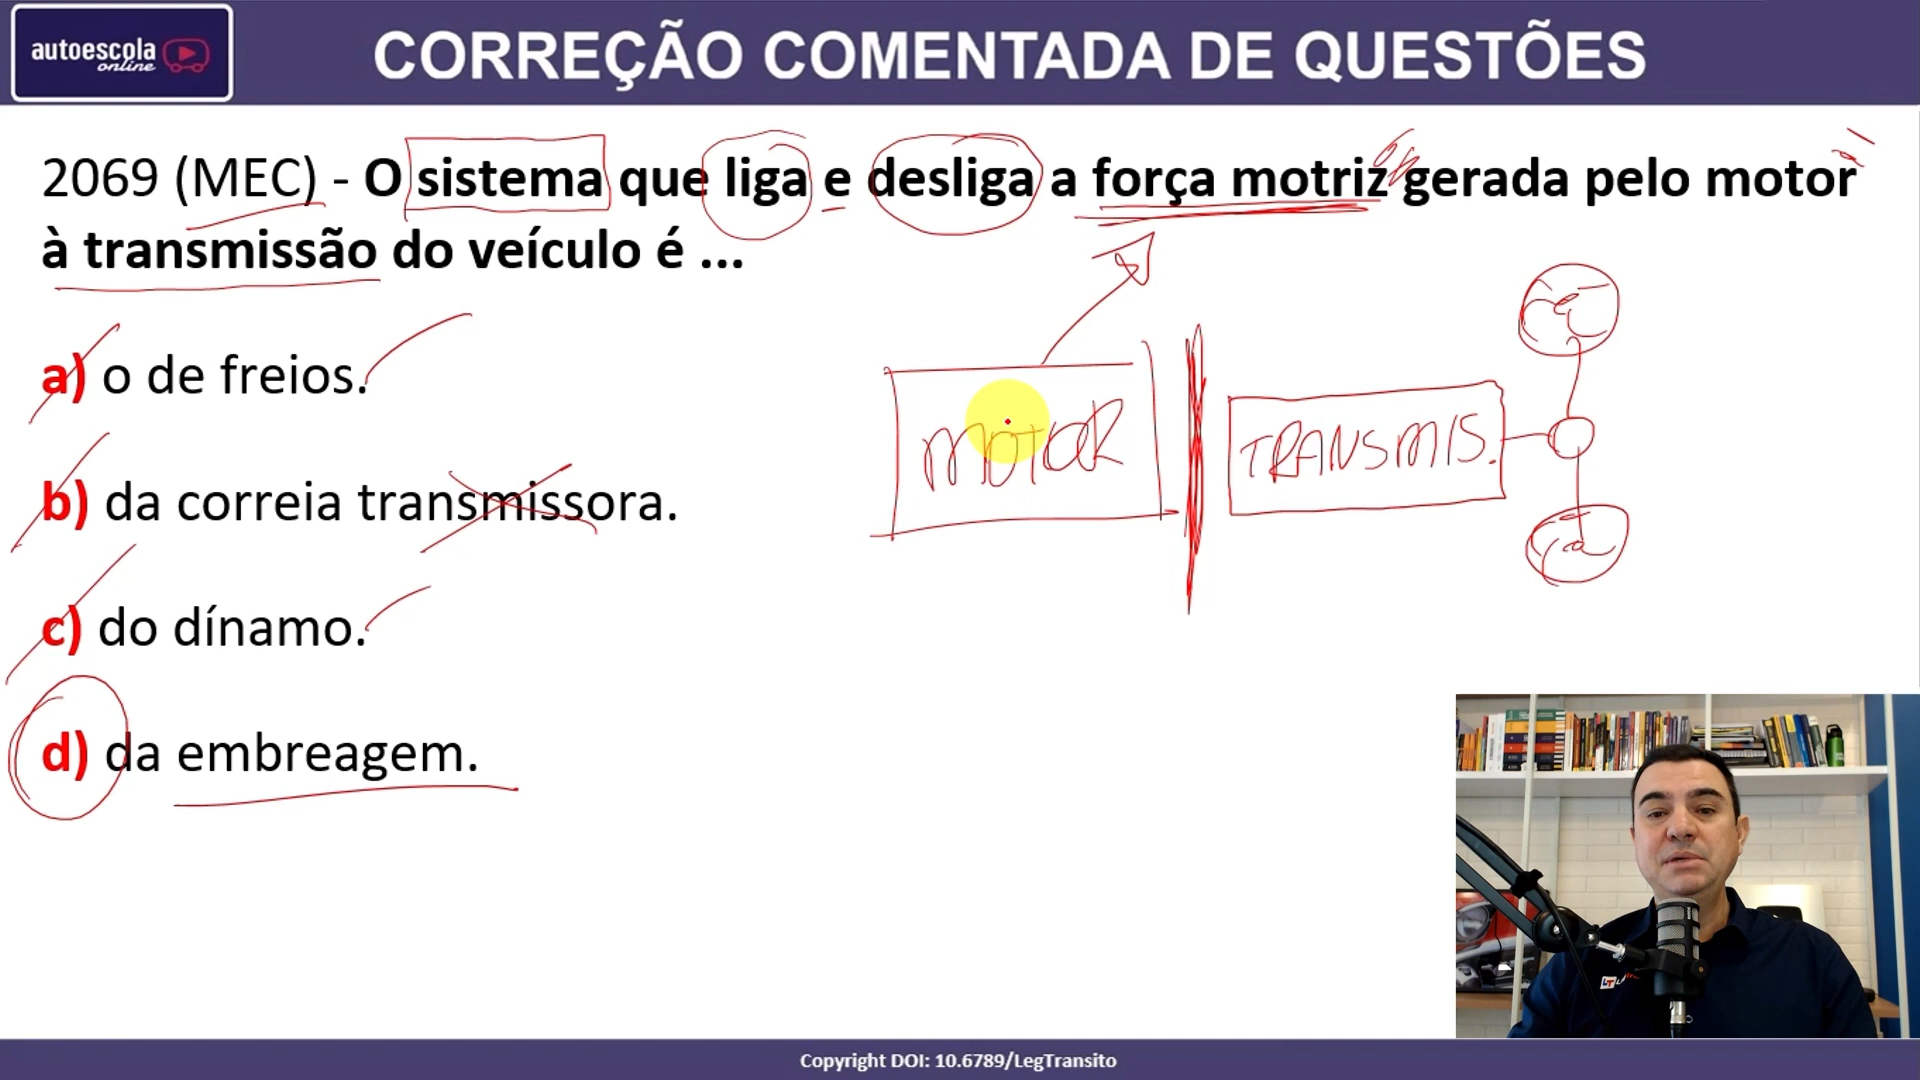 autoescola
online
CORREÇÃO COMENTADA DE QUESTÕES
2069 (MEC) - O sistema que liga e desliga a força motriz gerada pelo motor
à transmissão do veículo é ...
a) o de freios.
b) da correia transmissora.
c) do dínamo.
d) da embreagem.
MOTOR
TRANSMIS.
Copyright DOI: 10.6789/LegTransito